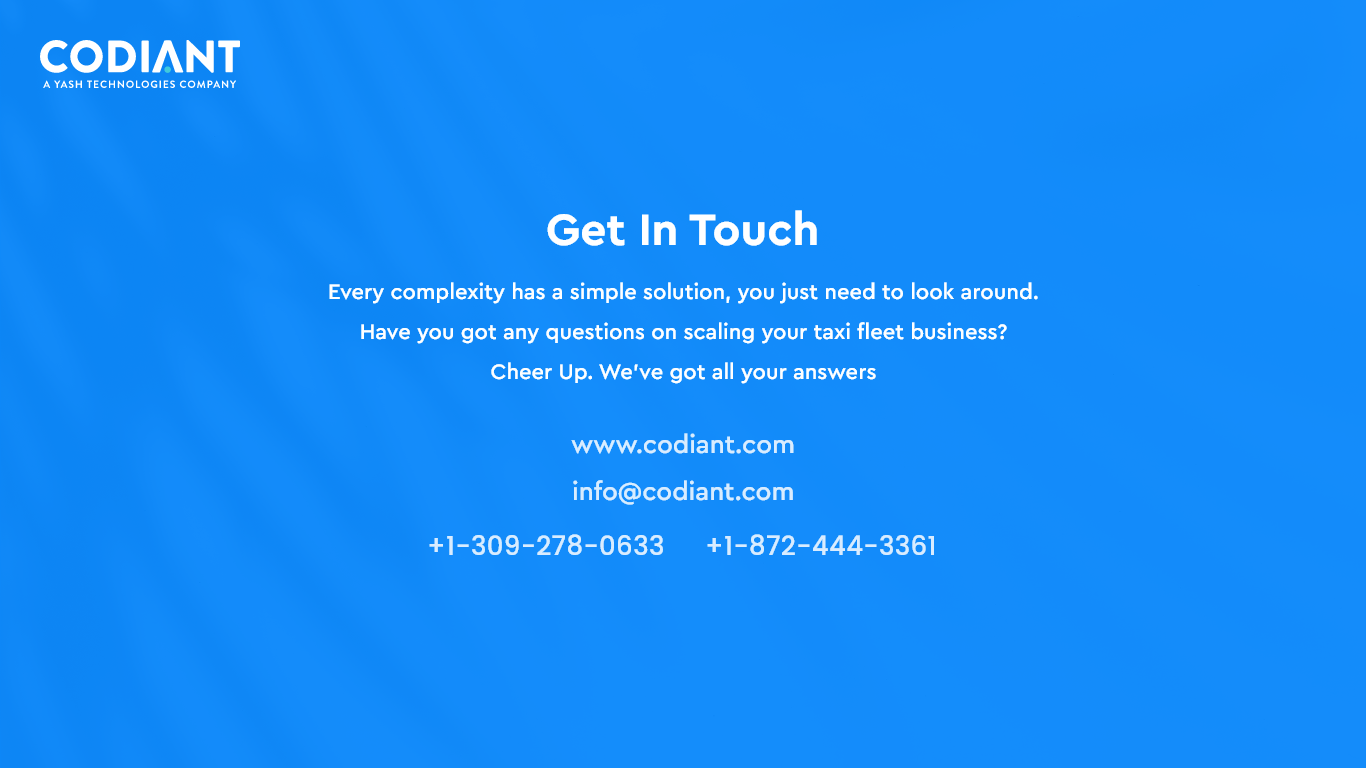 CODIANT
A YASH TECHNOLOGIES COMPANY
Get In Touch
Every complexity has a simple solution, you just need to look around.
Have you got any questions on scaling your taxi fleet business?
Cheer Up. We've got all your answers
www.codiant.com
info@codiant.com
+1-309-278-0633 +1-872-444-3361